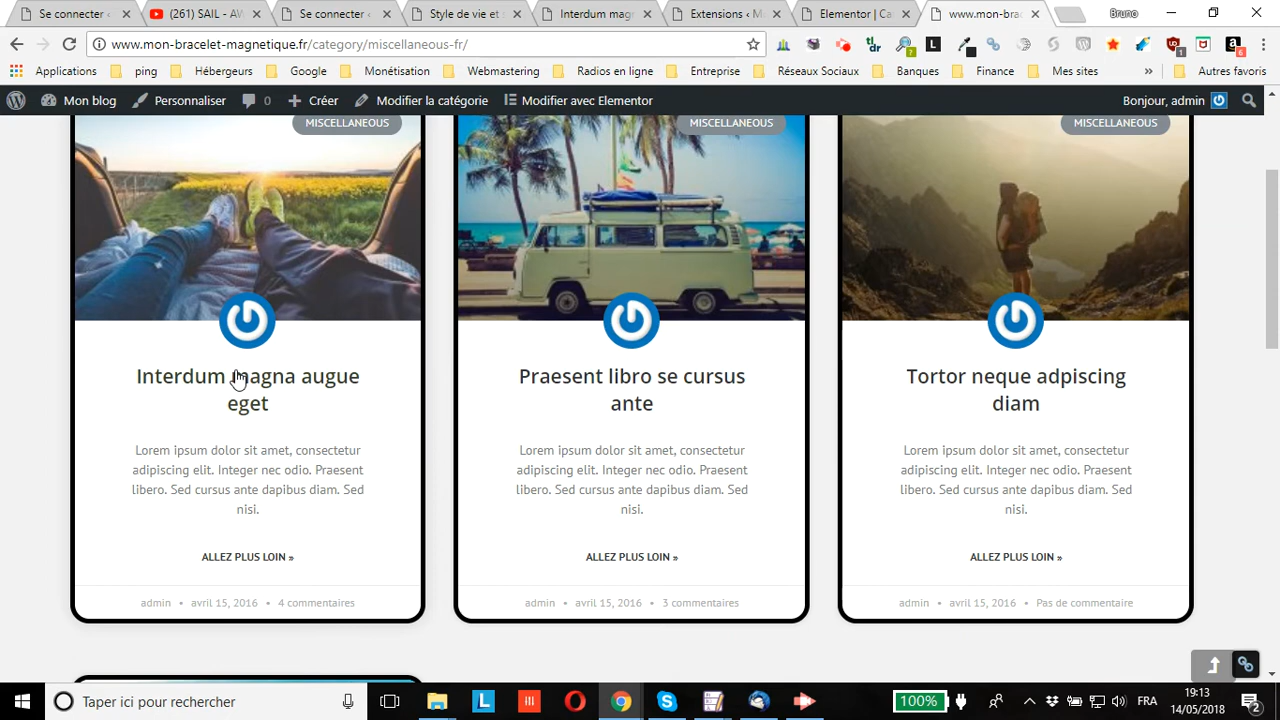 Se connecter ‹
(261) SAIL - AW
Se connecter ‹
Style de vie et
Interdum mag
Extensions ‹ M
Elementor | Ca
www.mon-brac
Bruno
www.mon-bracelet-magnetique.fr/category/miscellaneous-fr/
tl;dr
L
1
6
Applications
ping
Hébergeurs
Google
Monétisation
Webmastering
Radios en ligne
Entreprise
Réseaux Sociaux
Banques
Finance
Mes sites
»
Autres favoris
Mon blog
Personnaliser
0
Créer
Modifier la catégorie
Modifier avec Elementor
Bonjour, admin
MISCELLANEOUS
MISCELLANEOUS
MISCELLANEOUS
Interdum magna augue
eget
Lorem ipsum dolor sit amet, consectetur
adipiscing elit. Integer nec odio. Praesent
libero. Sed cursus ante dapibus diam. Sed
nisi.
ALLEZ PLUS LOIN »
admin • avril 15, 2016 • 4 commentaires
Praesent libro se cursus
ante
Lorem ipsum dolor sit amet, consectetur
adipiscing elit. Integer nec odio. Praesent
libero. Sed cursus ante dapibus diam. Sed
nisi.
ALLEZ PLUS LOIN »
admin • avril 15, 2016 • 3 commentaires
Tortor neque adipiscing
diam
Lorem ipsum dolor sit amet, consectetur
adipiscing elit. Integer nec odio. Praesent
libero. Sed cursus ante dapibus diam. Sed
nisi.
ALLEZ PLUS LOIN »
admin • avril 15, 2016 • Pas de commentaire
Taper ici pour rechercher
L
100%
FRA
19:13
14/05/2018
2